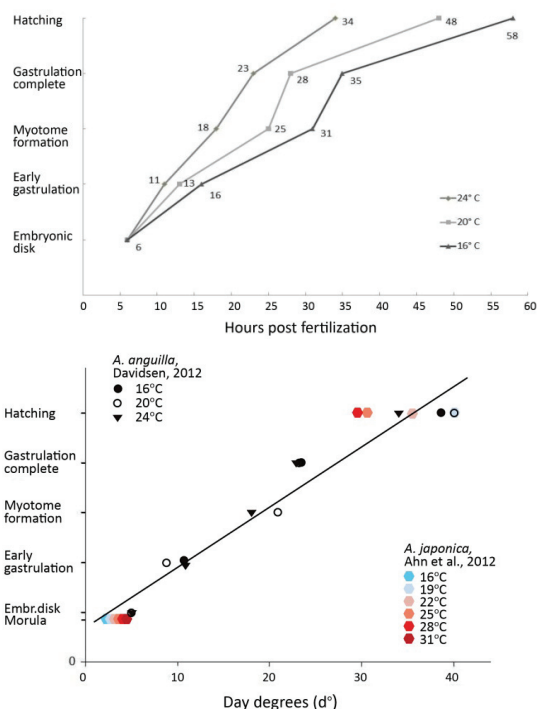 Hatching
34
48
58
Gastrulation
complete
23
28
35
Myotome
formation
18
25
31
Early
gastrulation
11
13
16
24° C
20° C
16° C
Embryonic
disk
6
0 5 10 15 20 25 30 35 40 45 50 55 60
Hours post fertilization
A. anguilla,
Davidsen, 2012
16°C
20°C
24°C
Hatching
Gastrulation
complete
Myotome
formation
Early
gastrulation
Embr.disk
Morula
0
A. japonica,
Ahn et al., 2012
16°C
19°C
22°C
25°C
28°C
31°C
0 10 20 30 40
Day degrees (d°)